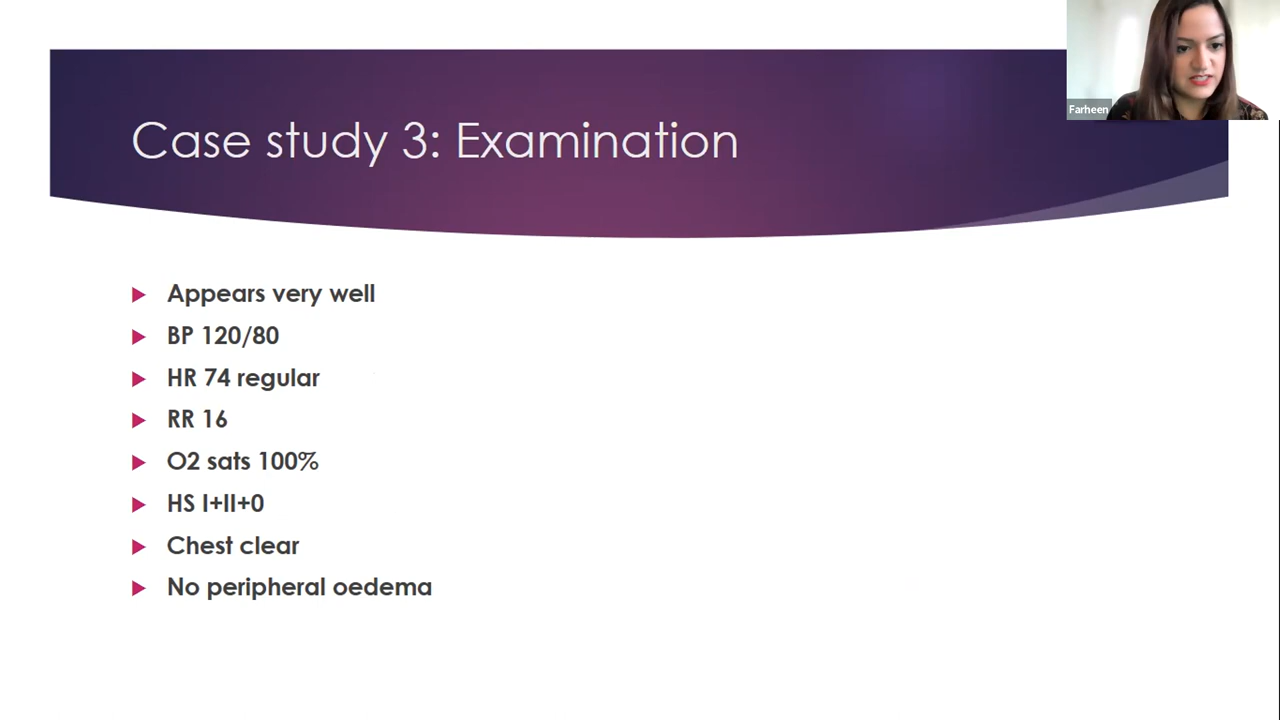 Farheen
Case study 3: Examination
Appears very well
BP 120/80
HR 74 regular
RR 16
O2 sats 100%
HS I+II+0
Chest clear
No peripheral oedema